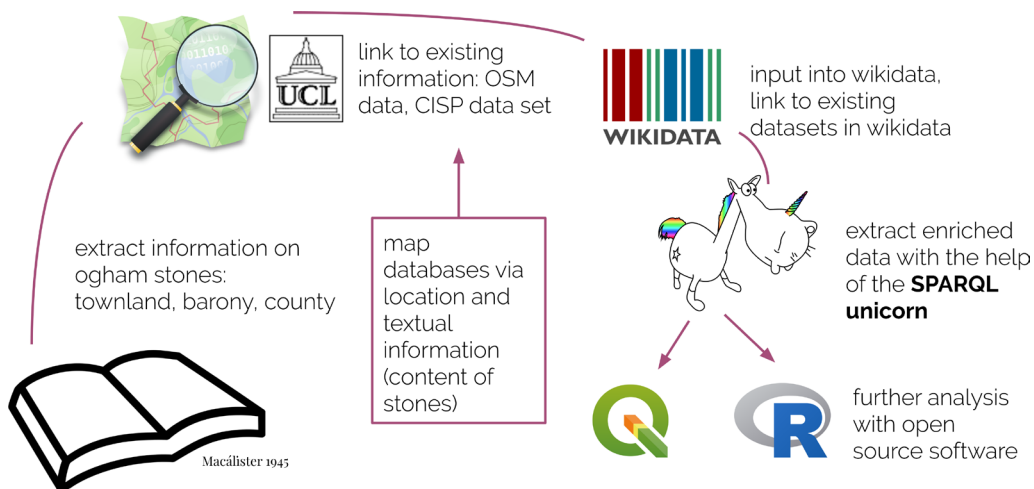 link to existing
information: OSM
data, CISP data set
UCL
WIKIDATA
input into wikidata,
link to existing
datasets in wikidata
extract information on
ogham stones:
townland, barony, county
map
databases via
location and
textual
information
(content of
stones)
extract enriched
data with the help
of the SPARQL
unicorn
Macálister 1945
R
further analysis
with open
source software